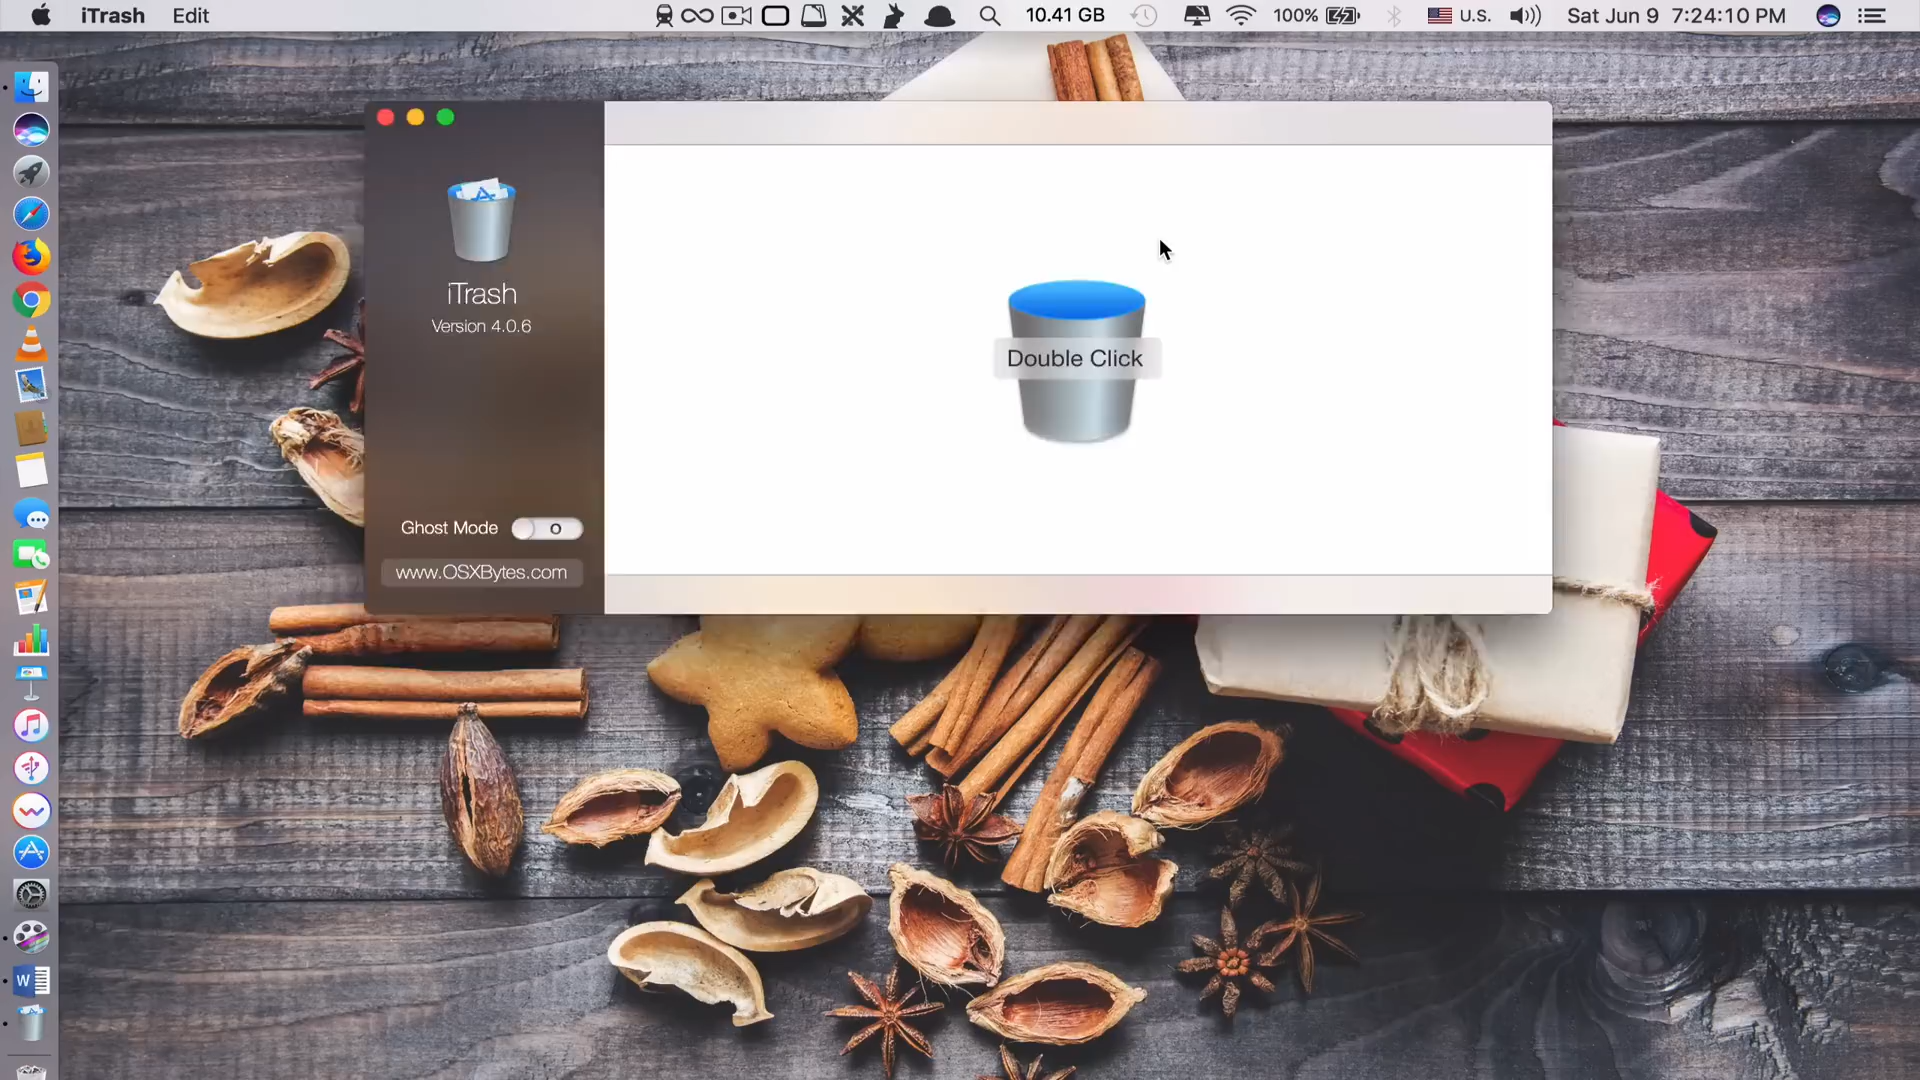 iTrash Edit 10.41 GB 100% U.S. Sat Jun 9 7:24:10 PM
iTrash
Version 4.0.6
Double Click
Ghost Mode
www.OSXBytes.com
W